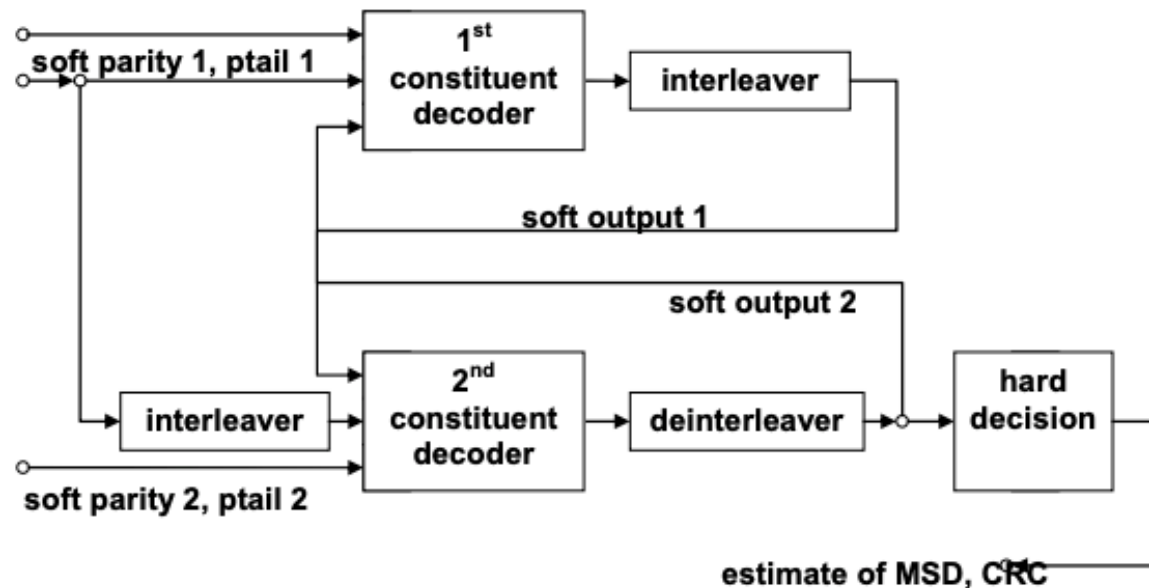 1st
constituent
decoder
soft parity 1, ptail 1
interleaver
soft output 1
soft output 2
2nd
constituent
decoder
interleaver
deinterleaver
hard
decision
soft parity 2, ptail 2
estimate of MSD, CRC